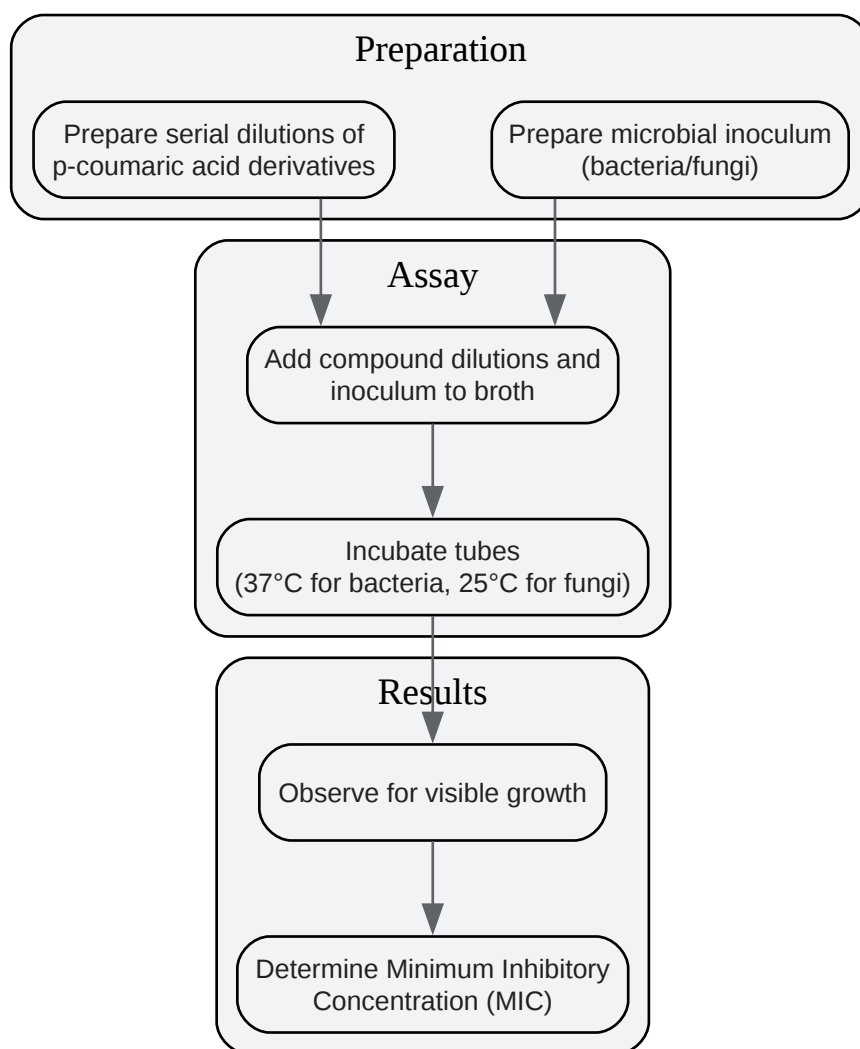 Preparation
Prepare serial dilutions of
p-coumaric acid derivatives
Prepare microbial inoculum
(bacteria/fungi)
Assay
Add compound dilutions and
inoculum to broth
Incubate tubes
(37°C for bacteria, 25°C for fungi)
Results
Observe for visible growth
Determine Minimum Inhibitory
Concentration (MIC)